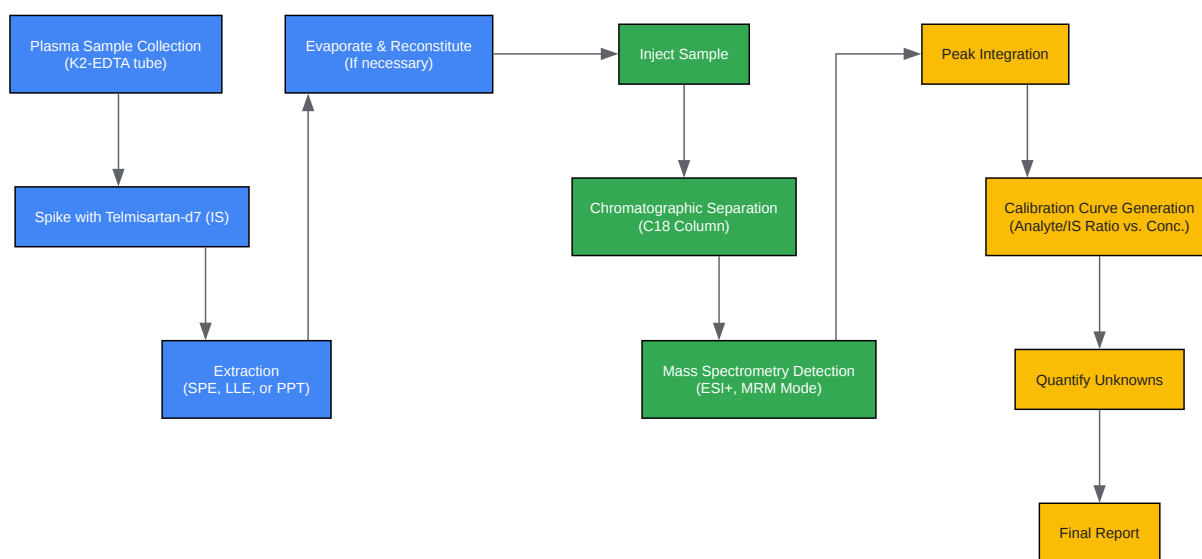 Plasma Sample Collection
(K2-EDTA tube)
Spike with Telmisartan-d7 (IS)
Extraction
(SPE, LLE, or PPT)
Evaporate & Reconstitute
(If necessary)
Inject Sample
Chromatographic Separation
(C18 Column)
Mass Spectrometry Detection
(ESI+, MRM Mode)
Peak Integration
Calibration Curve Generation
(Analyte/IS Ratio vs. Conc.)
Quantify Unknowns
Final Report